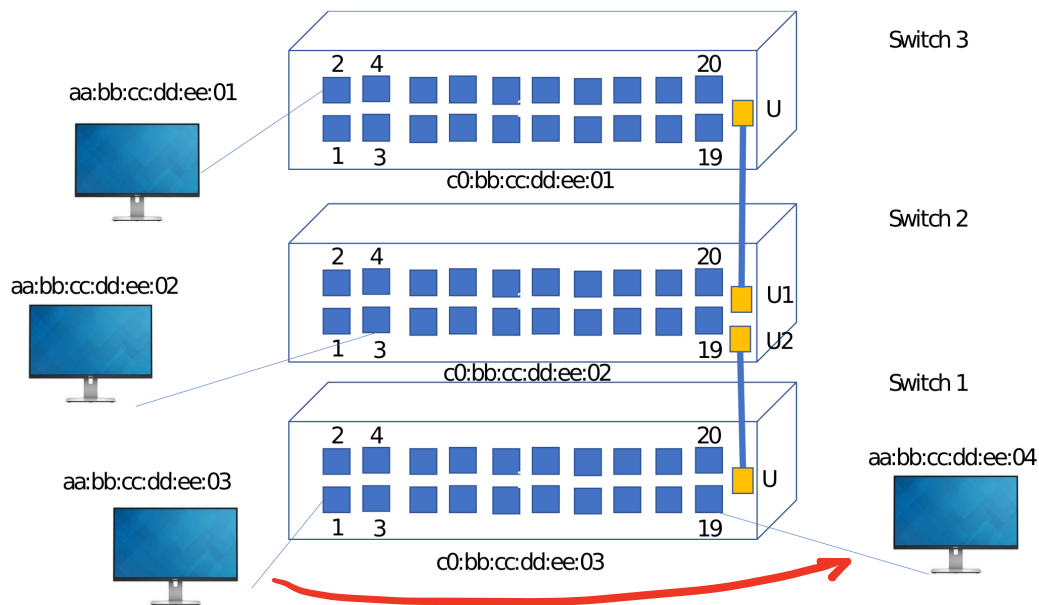 Switch 3
2 4 20
aa:bb:cc:dd:ee:01
U
1 3 19
c0:bb:cc:dd:ee:01
Switch 2
2 4 20
aa:bb:cc:dd:ee:02
U1
U2
1 3 19
c0:bb:cc:dd:ee:02
Switch 1
2 4 20
aa:bb:cc:dd:ee:04
aa:bb:cc:dd:ee:03
U
1 3 19
c0:bb:cc:dd:ee:03